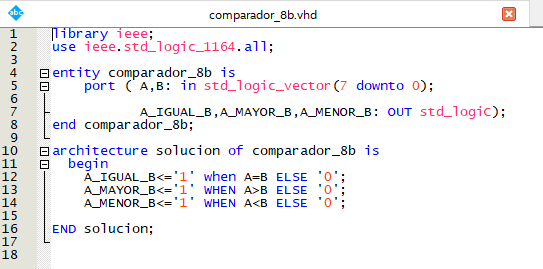 abc
comparador_8b.vhd
1 library ieee;
2 use ieee.std_logic_1164.all;
3
4 entity comparador_8b is
5 port ( A,B: in std_logic_vector(7 downto 0);
6
7 A_IGUAL_B,A_MAYOR_B,A_MENOR_B: OUT std_logiC);
8 end comparador_8b;
9
10 architecture solucion of comparador_8b is
11 begin
12 A_IGUAL_B<='1' when A=B ELSE '0';
13 A_MAYOR_B<='1' WHEN A>B ELSE '0';
14 A_MENOR_B<='1' WHEN A<B ELSE '0';
15
16 END solucion;
17
18